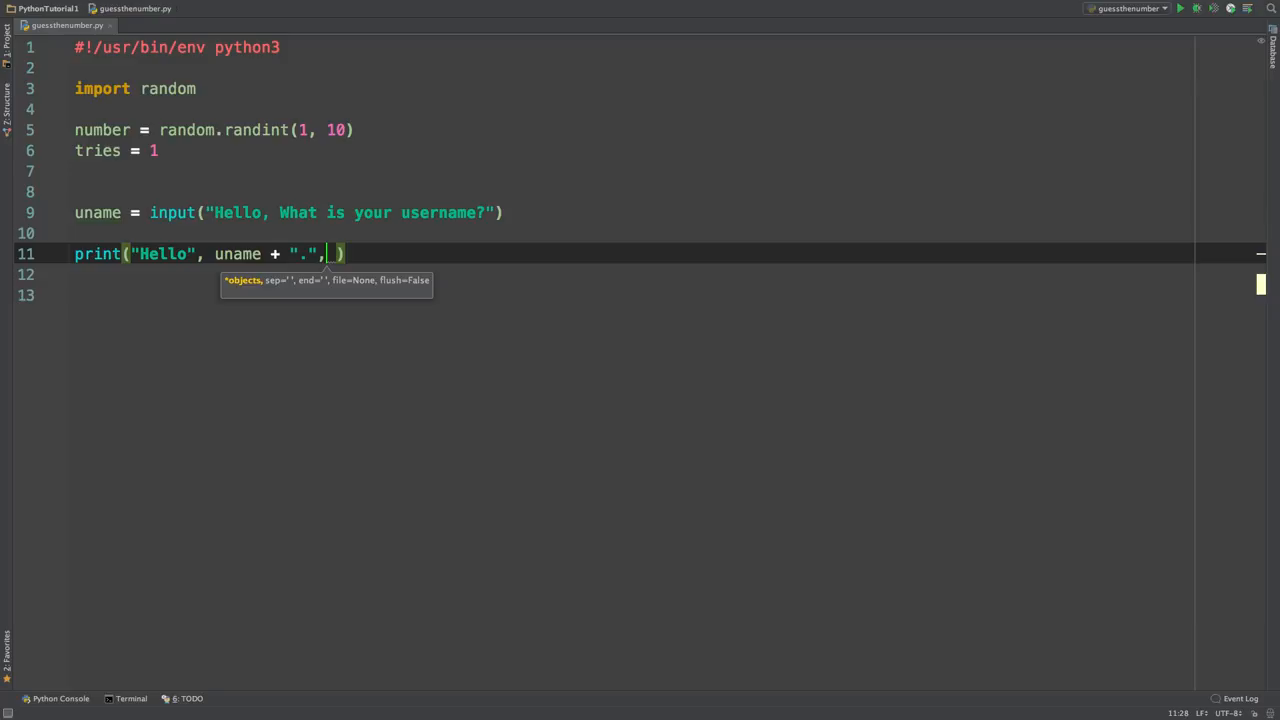 PythonTutorial1 guessthenumber.py guessthenumber
guessthenumber.py
1: Project
Z: Structure
2: Favorites
Database
1 #!/usr/bin/env python3
2
3 import random
4
5 number = random.randint(1, 10)
6 tries = 1
7
8
9 uname = input("Hello, What is your username?")
10
11 print("Hello", uname + ".", )
*objects, sep=' ', end=' ', file=None, flush=False
12
13
Python Console Terminal 6: TODO Event Log
11:28 LF÷ UTF-8÷